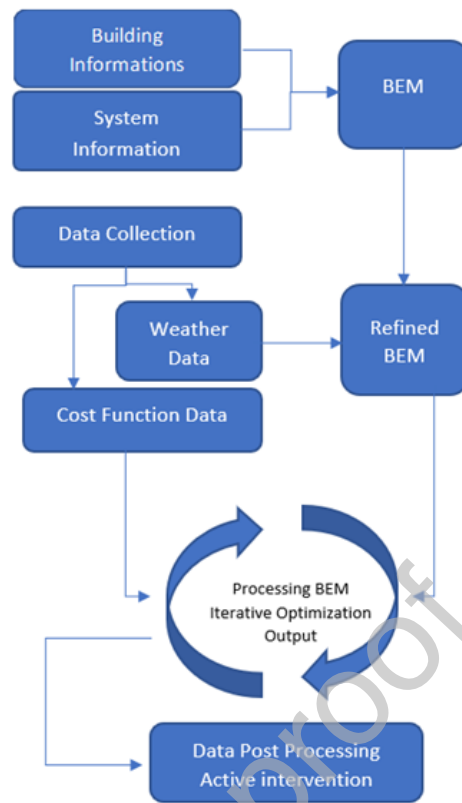 Building
Informations
BEM
System
Information
Data Collection
Weather
Data
Refined
BEM
Cost Function Data
Processing BEM
Iterative Optimization
Output
Data Post Processing
Active intervention
proof